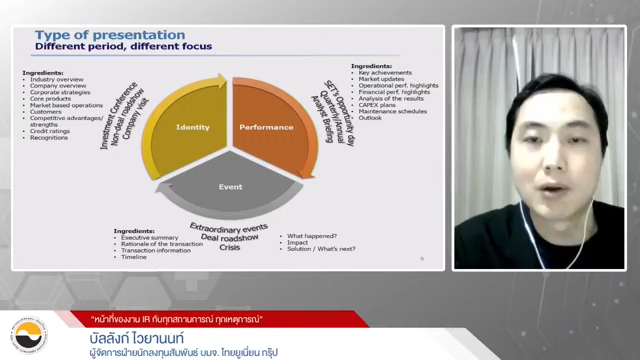 Type of presentation
Different period, different focus
Ingredients:
• Industry overview
• Company overview
• Corporate strategies
• Core products
• Market based operations
• Customers
• Competitive advantages/
strengths
• Credit ratings
• Recognitions
Investment Conference
Non-deal roadshow
Company visit
Identity
Performance
Event
SET's Opportunity day
Quarterly/Annual
Analyst Briefing
Ingredients:
• Key achievements
• Market updates
• Operational perf. highlights
• Financial perf. highlights
• Analysis of the results
• CAPEX plans
• Maintenance schedules
• Outlook
Extraordinary events
Deal roadshow
Crisis
Ingredients:
• Executive summary
• Rationale of the transaction
• Transaction information
• Timeline
• What happened?
• Impact
• Solution / What's next?
9
"หน้าที่ของงาน IR กับทุกสถานการณ์ ทุกเหตุการณ์"
บัลลังก์ ไวยานนท์
ผู้จัดการฝ่ายนักลงทุนสัมพันธ์ บมจ. ไทยยูเนี่ยน กรุ๊ป